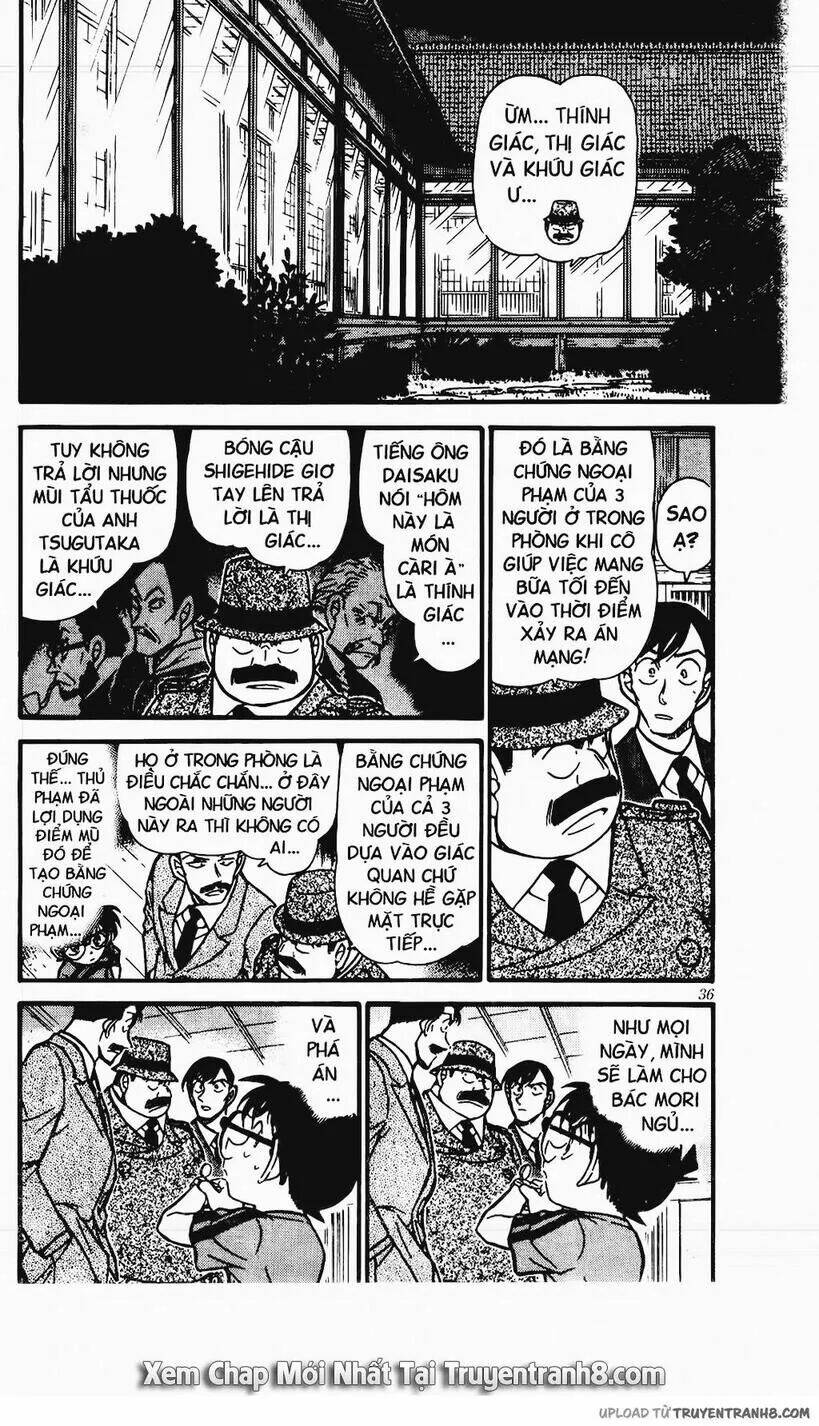 ỪM... THÍNH
GIÁC, THỊ GIÁC
VÀ KHỨU GIÁC
Ư...
SAO
Ạ?
ĐÓ LÀ BẰNG
CHỨNG NGOẠI
PHẠM CỦA 3
NGƯỜI Ở TRONG
PHÒNG KHI CÔ
GIÚP VIỆC MANG
BỮA TỐI ĐẾN
VÀO THỜI ĐIỂM
XẢY RA ÁN
MẠNG!
TIẾNG ÔNG
DAISAKU
NÓI "HÔM
NÀY LÀ
MÓN
CÀRI À"
LÀ THÍNH
GIÁC
...
BÓNG CẬU
SHIGEHIDE GIƠ
TAY LÊN TRẢ
LỜI LÀ THỊ
GIÁC...
TUY KHÔNG
TRẢ LỜI NHƯNG
MÙI TẨU THUỐC
CỦA ANH
TSUGUTAKA
LÀ KHỨU
GIÁC...
BẰNG CHỨNG
NGOẠI PHẠM
CỦA CẢ 3
NGƯỜI ĐỀU
DỰA VÀO GIÁC
QUAN CHỨ
KHÔNG HỀ GẶP
MẶT TRỰC
TIẾP...
HỌ Ở TRONG PHÒNG LÀ
ĐIỀU CHẮC CHẮN... Ở ĐÂY
NGOÀI NHỮNG NGƯỜI
NÀY RA THÌ KHÔNG CÓ
AI...
ĐÚNG
THẾ... THỦ
PHẠM ĐÃ
LỢI DỤNG
ĐIỂM MÙ
ĐÓ ĐỂ
TẠO BẰNG
CHỨNG
NGOẠI
PHẠM...
36
NHƯ MỌI
NGÀY, MÌNH
SẼ LÀM CHO
BÁC MORI
NGỦ...
VÀ
PHÁ
ÁN
...
Xem Chap Mới Nhất Tại Truyentranh8.com
UPLOAD TỪ TRUYENTRANH8.COM